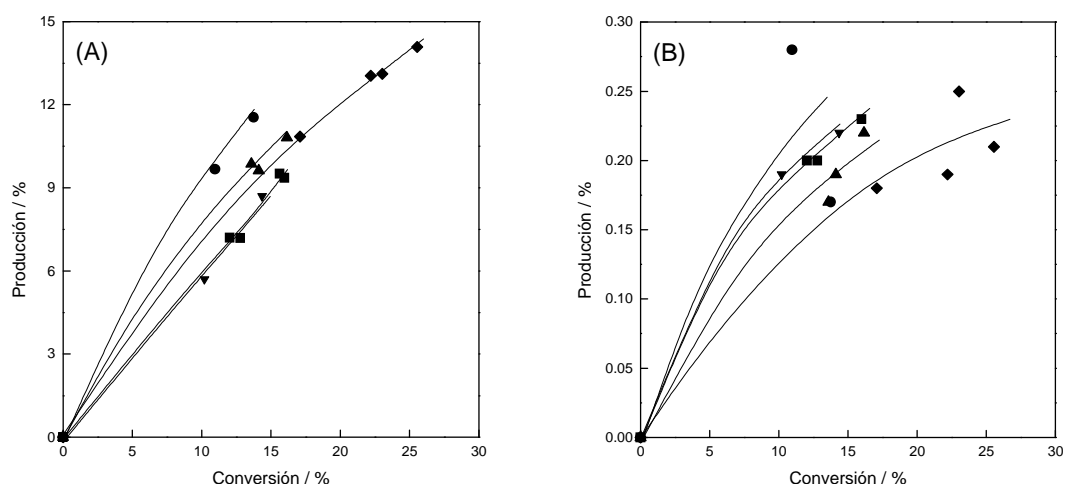 (A)
15
12
9
6
3
0
Producción / %
0 5 10 15 20 25 30
Conversión / %
(B)
0.30
0.25
0.20
0.15
0.10
0.05
0.00
Producción / %
0 5 10 15 20 25 30
Conversión / %